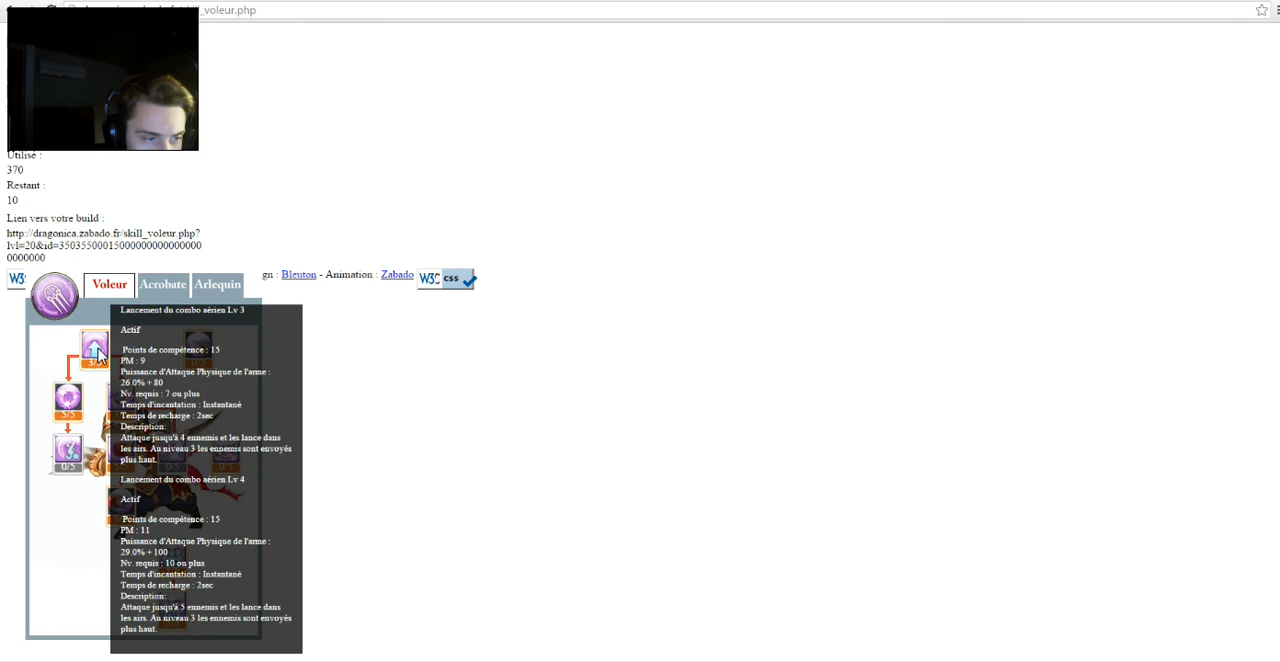 _voleur.php
Utilisé :
370
Restant :
10
Lien vers votre build :
http://dragonica.zabado.fr/skill_voleur.php?
lvl=20&id=35035500015000000000000000
0000000
W3 gn : Bleuton - Animation : Zabado W3C css
Voleur Acrobate Arlequin
Lancement du combo aérien Lv 3
Actif
Points de compétence : 15
PM : 9
Puissance d'Attaque Physique de l'arme :
26.0% + 80
Nv. requis : 7 ou plus
Temps d'incantation : Instantané
Temps de recharge : 2sec
Description:
Attaque jusqu'à 4 ennemis et les lance dans
les airs. Au niveau 3 les ennemis sont envoyés
plus haut.
Lancement du combo aérien Lv 4
Actif
Points de compétence : 15
PM : 11
Puissance d'Attaque Physique de l'arme :
29.0% + 100
Nv. requis : 10 ou plus
Temps d'incantation : Instantané
Temps de recharge : 2sec
Description:
Attaque jusqu'à 5 ennemis et les lance dans
les airs. Au niveau 3 les ennemis sont envoyés
plus haut.
5/5
0/5